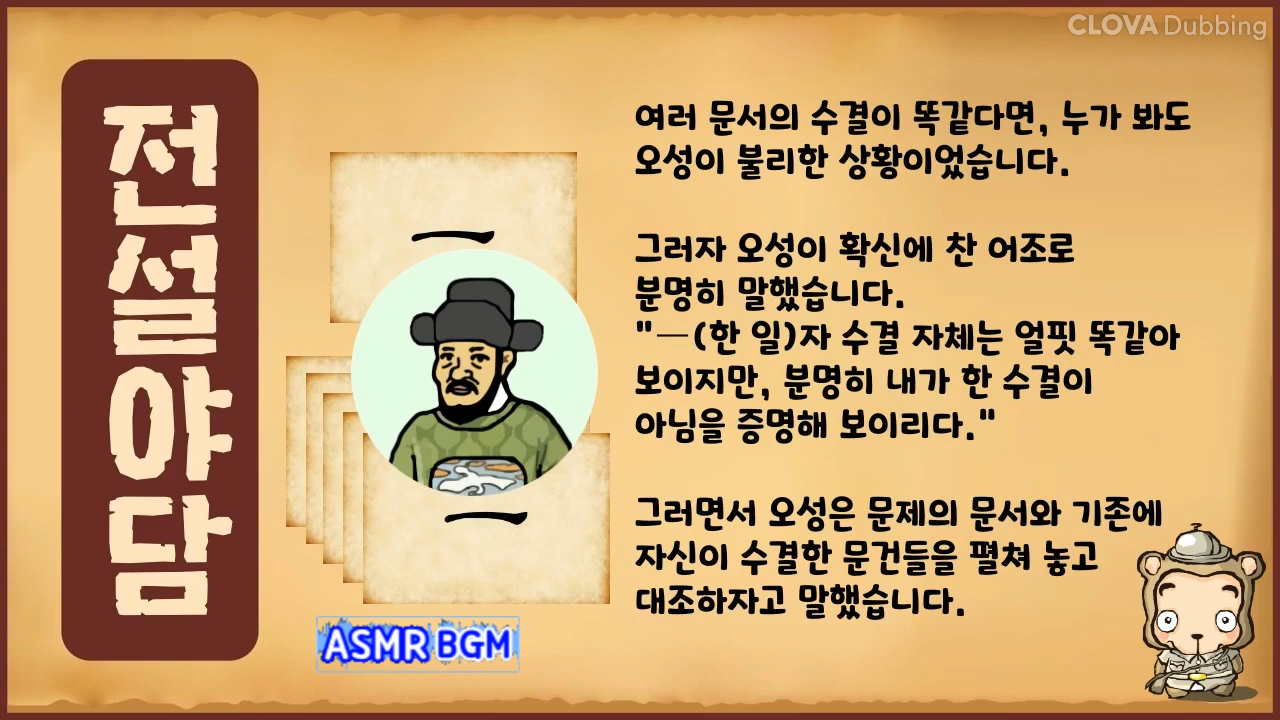 CLOVA Dubbing
전설야담
一
一
ASMR BGM
여러 문서의 수결이 똑같다면, 누가 봐도
오성이 불리한 상황이었습니다.
그러자 오성이 확신에 찬 어조로
분명히 말했습니다.
"一(한 일)자 수결 자체는 얼핏 똑같아
보이지만, 분명히 내가 한 수결이
아님을 증명해 보이리다."
그러면서 오성은 문제의 문서와 기존에
자신이 수결한 문건들을 펼쳐 놓고
대조하자고 말했습니다.